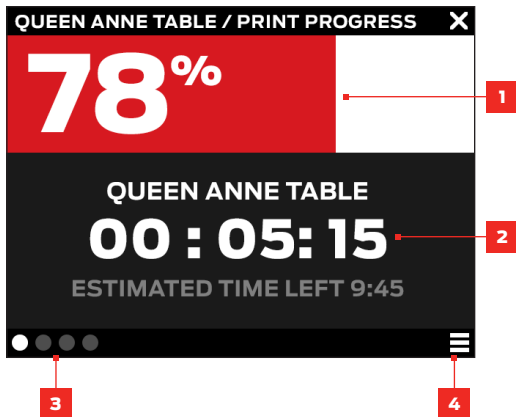 QUEEN ANNE TABLE / PRINT PROGRESS
78%
1
QUEEN ANNE TABLE
00 : 05: 15
2
ESTIMATED TIME LEFT 9:45
3
4